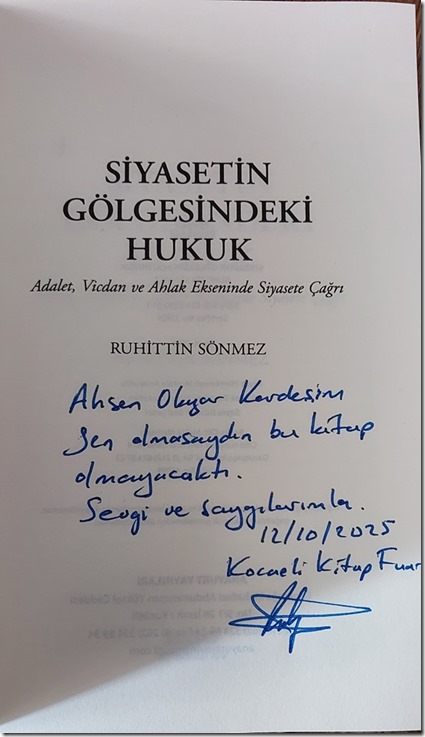 SİYASETİN
GÖLGESİNDEKİ
HUKUK
Adalet, Vicdan ve Ahlak Ekseninde Siyasete Çağrı
RUHİTTİN SÖNMEZ
Ahsen Okyar Kardeşim
Sen olmasaydın bu kitap
olmayacaktı.
Sevgi ve saygılarımla.
12/10/2025
Kocaeli Kitap Fuar